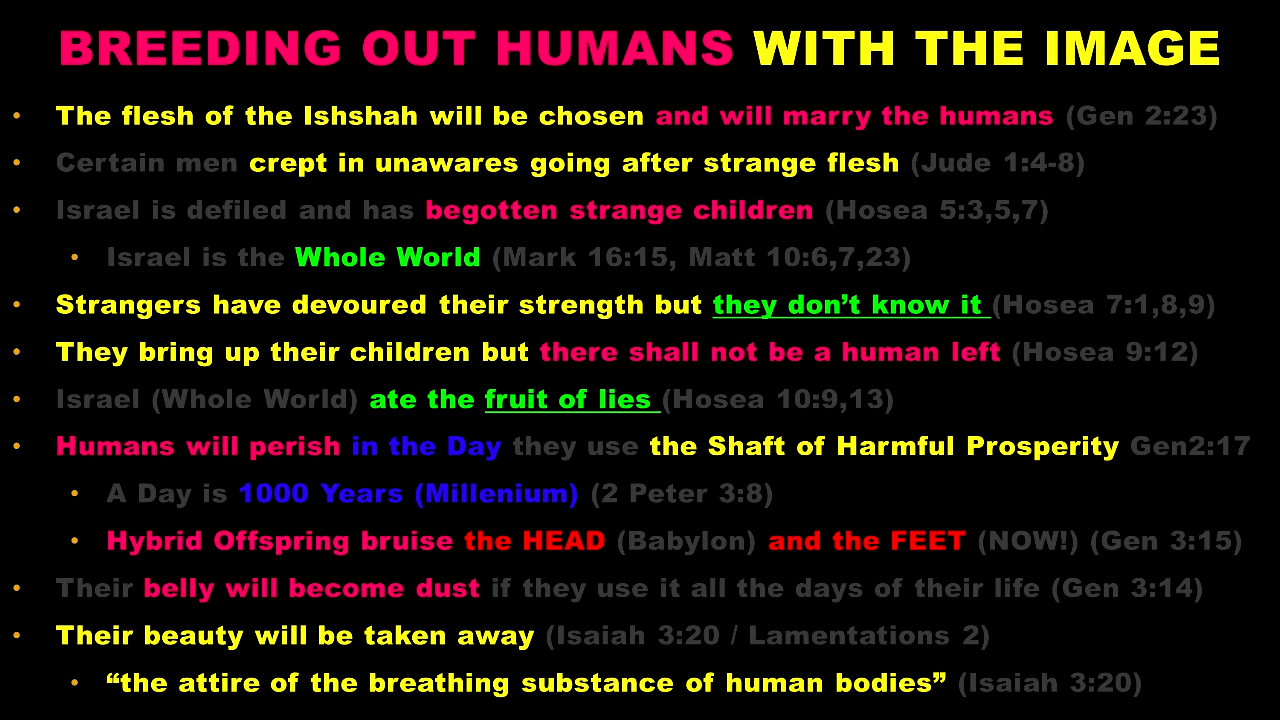 BREEDING OUT HUMANS WITH THE IMAGE
• The flesh of the Ishshah will be chosen and will marry the humans (Gen 2:23)
• Certain men crept in unawares going after strange flesh (Jude 1:4-8)
• Israel is defiled and has begotten strange children (Hosea 5:3,5,7)
• Israel is the Whole World (Mark 16:15, Matt 10:6,7,23)
• Strangers have devoured their strength but they don’t know it (Hosea 7:1,8,9)
• They bring up their children but there shall not be a human left (Hosea 9:12)
• Israel (Whole World) ate the fruit of lies (Hosea 10:9,13)
• Humans will perish in the Day they use the Shaft of Harmful Prosperity Gen2:17
• A Day is 1000 Years (Millenium) (2 Peter 3:8)
• Hybrid Offspring bruise the HEAD (Babylon) and the FEET (NOW!) (Gen 3:15)
• Their belly will become dust if they use it all the days of their life (Gen 3:14)
• Their beauty will be taken away (Isaiah 3:20 / Lamentations 2)
• “the attire of the breathing substance of human bodies” (Isaiah 3:20)